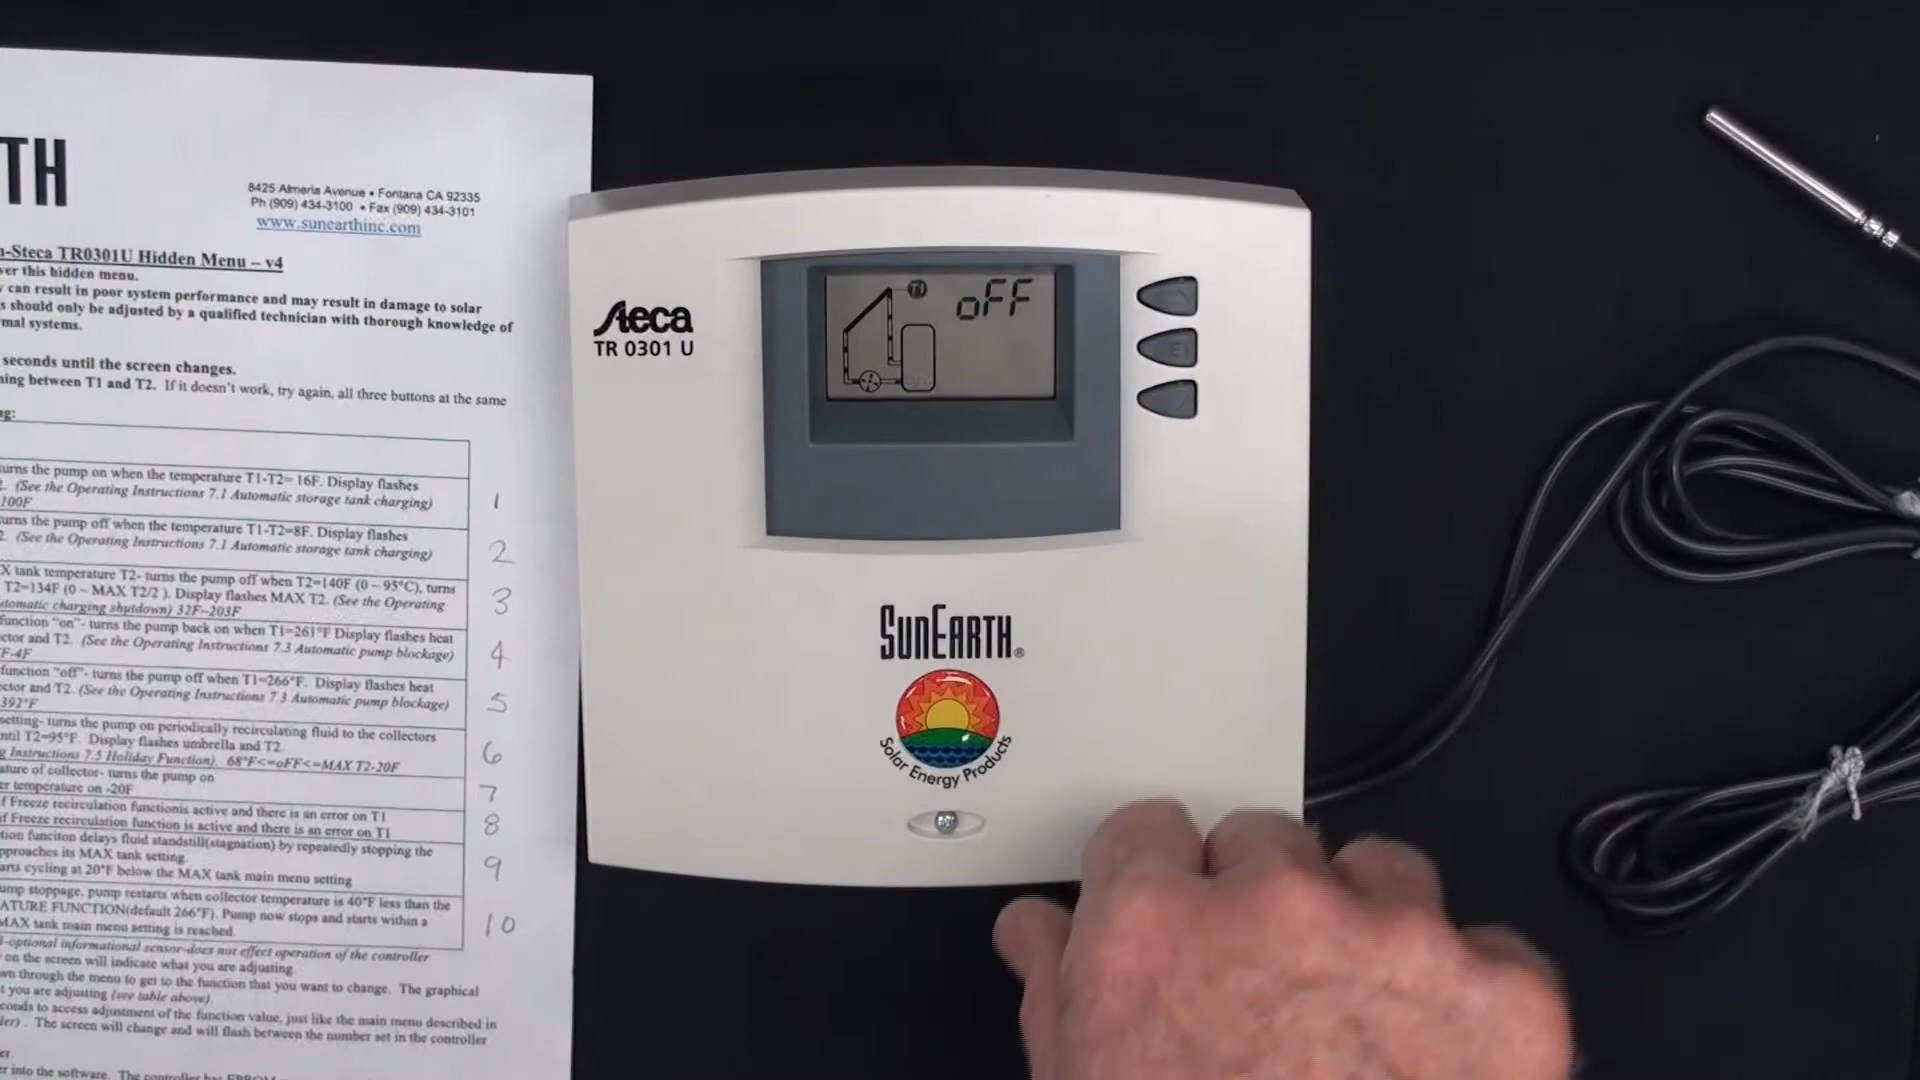 TH
8425 Almeria Avenue • Fontana CA 92335
Ph (909) 434-3100 • Fax (909) 434-3101
www.sunearthinc.com
-Steca TR0301U Hidden Menu – v4
ver this hidden menu.
can result in poor system performance and may result in damage to solar
s should only be adjusted by a qualified technician with thorough knowledge of
mal systems.
seconds until the screen changes.
ning between T1 and T2. If it doesn't work, try again, all three buttons at the same
ng:
turns the pump on when the temperature T1-T2= 16F. Display flashes
2. (See the Operating Instructions 7.1 Automatic storage tank charging)
100F
1
turns the pump off when the temperature T1-T2=8F. Display flashes
2. (See the Operating Instructions 7.1 Automatic storage tank charging)
2
X tank temperature T2- turns the pump off when T2=140F (0 – 95°C), turns
T2=134F (0 – MAX T2/2 ). Display flashes MAX T2. (See the Operating
tomatic charging shutdown) 32F–203F
3
function "on"- turns the pump back on when T1=261°F Display flashes heat
ctor and T2. (See the Operating Instructions 7.3 Automatic pump blockage)
F-4F
4
function "off"- turns the pump off when T1=266°F. Display flashes heat
ctor and T2. (See the Operating Instructions 7.3 Automatic pump blockage)
392°F
5
setting- turns the pump on periodically recirculating fluid to the collectors
ntil T2=95°F. Display flashes umbrella and T2.
g Instructions 7.5 Holiday Function). 68°F<=oFF<=MAX T2-20F
6
ature of collector- turns the pump on
er temperature on -20F
7
f Freeze recirculation functionis active and there is an error on T1
f Freeze recirculation function is active and there is an error on T1
8
tion funciton delays fluid standstill(stagnation) by repeatedly stopping the
pproaches its MAX tank setting.
arts cycling at 20°F below the MAX tank main menu setting
9
ump stoppage, pump restarts when collector temperature is 40°F less than the
ATURE FUNCTION(default 266°F). Pump now stops and starts within a
MAX tank main menu setting is reached.
10
-optional informational sensor-does not effect operation of the controller
on the screen will indicate what you are adjusting.
wn through the menu to get to the function that you want to change. The graphical
t you are adjusting (see table above).
conds to access adjustment of the function value, just like the main menu described in
ler) . The screen will change and will flash between the number set in the controller
er.
er into the software. The controller has
Steca
TR 0301 U
T1
oFF
SUNEARTH®
Solar Energy Products